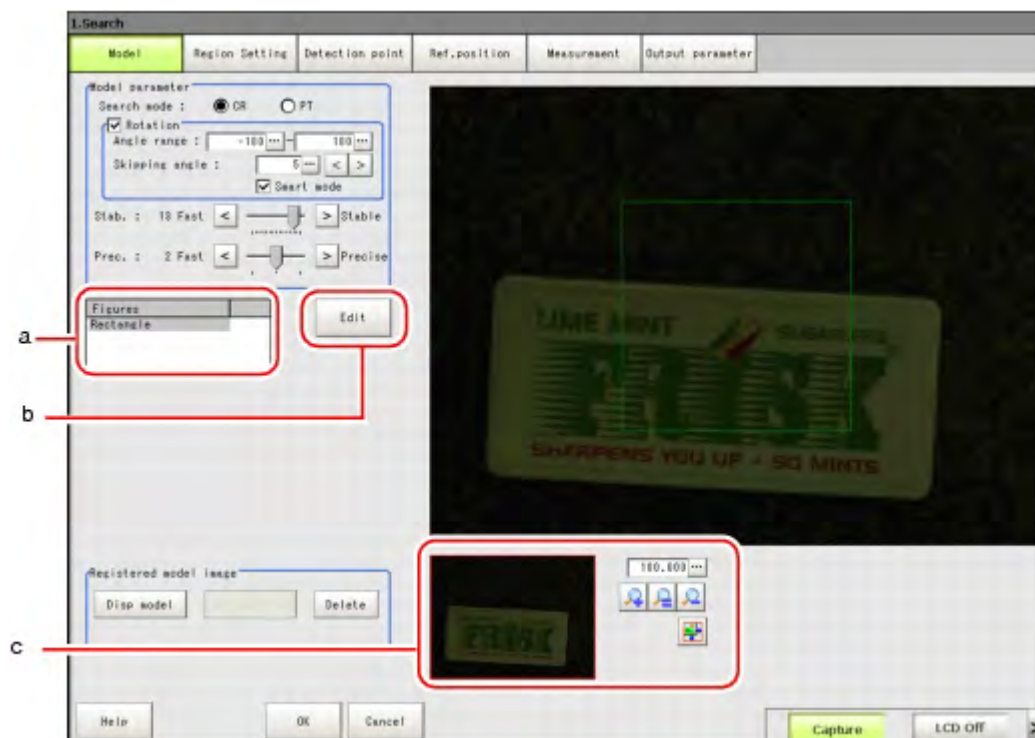 1.Search
Model Region Setting Detection point Ref.position Measurement Output parameter
Model parameter
Search mode : CR PT
Rotation
Angle range : -180 ... - 180 ...
Skipping angle : 5 ... < >
Smart mode
Stab. : 13 Fast < > Stable
Prec. : 2 Fast < > Precise
Figures
Rectangle
Edit
a
b
LIME MINT
FRISK
SHARPENS YOU UP - 50 MINTS
100.000 ...
Registered model image
Disp model Delete
c
FRISK
Help OK Cancel
Capture LCD Off